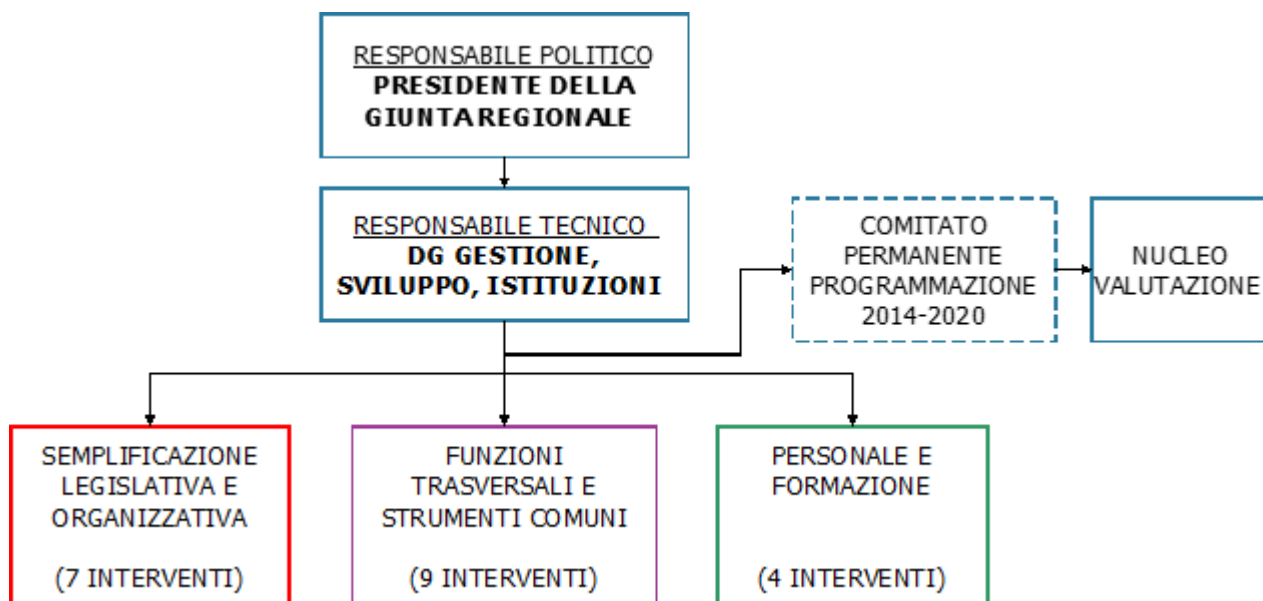 RESPONSABILE POLITICO
PRESIDENTE DELLA
GIUNTA REGIONALE
RESPONSABILE TECNICO
DG GESTIONE,
SVILUPPO, ISTITUZIONI
COMITATO
PERMANENTE
PROGRAMMAZIONE
2014-2020
NUCLEO
VALUTAZIONE
SEMPLIFICAZIONE
LEGISLATIVA E
ORGANIZZATIVA
(7 INTERVENTI)
FUNZIONI
TRASVERSALI E
STRUMENTI COMUNI
(9 INTERVENTI)
PERSONALE E
FORMAZIONE
(4 INTERVENTI)